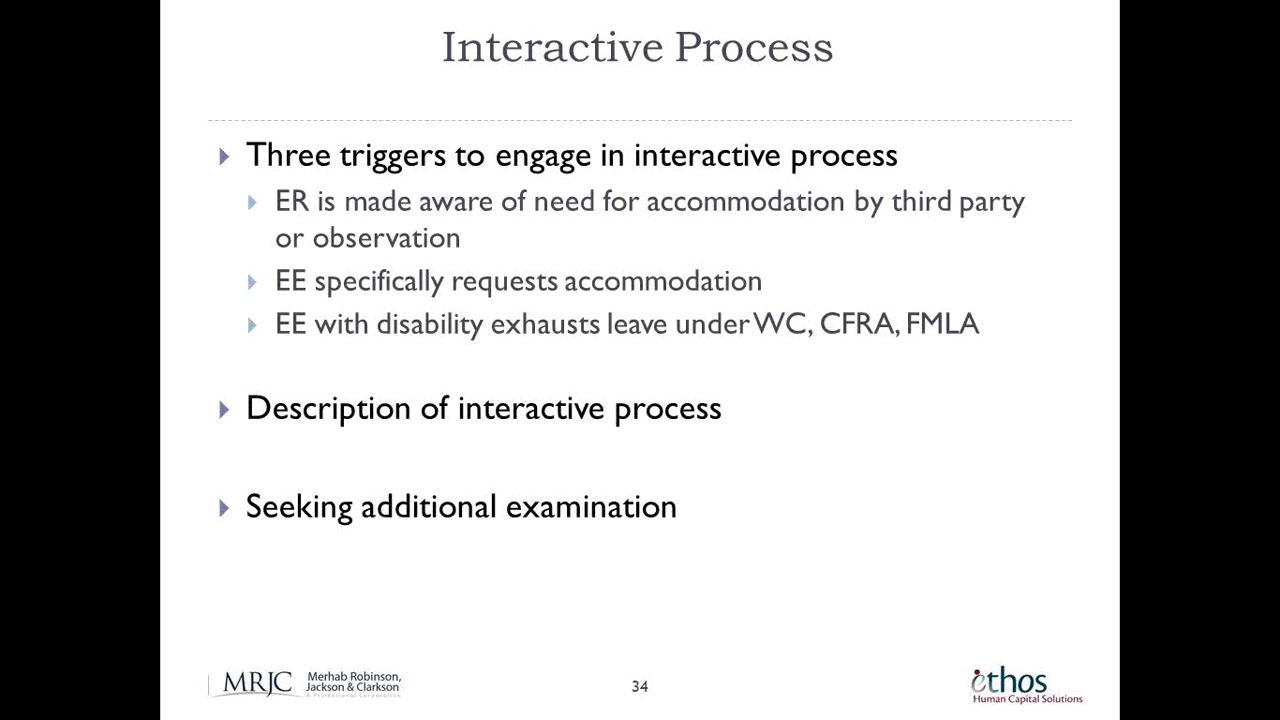 Interactive Process
Three triggers to engage in interactive process
ER is made aware of need for accommodation by third party
or observation
EE specifically requests accommodation
EE with disability exhausts leave under WC, CFRA, FMLA
Description of interactive process
Seeking additional examination
MRJC
Merhab Robinson,
Jackson & Clarkson
A Professional Corporation
34
ethos
Human Capital Solutions